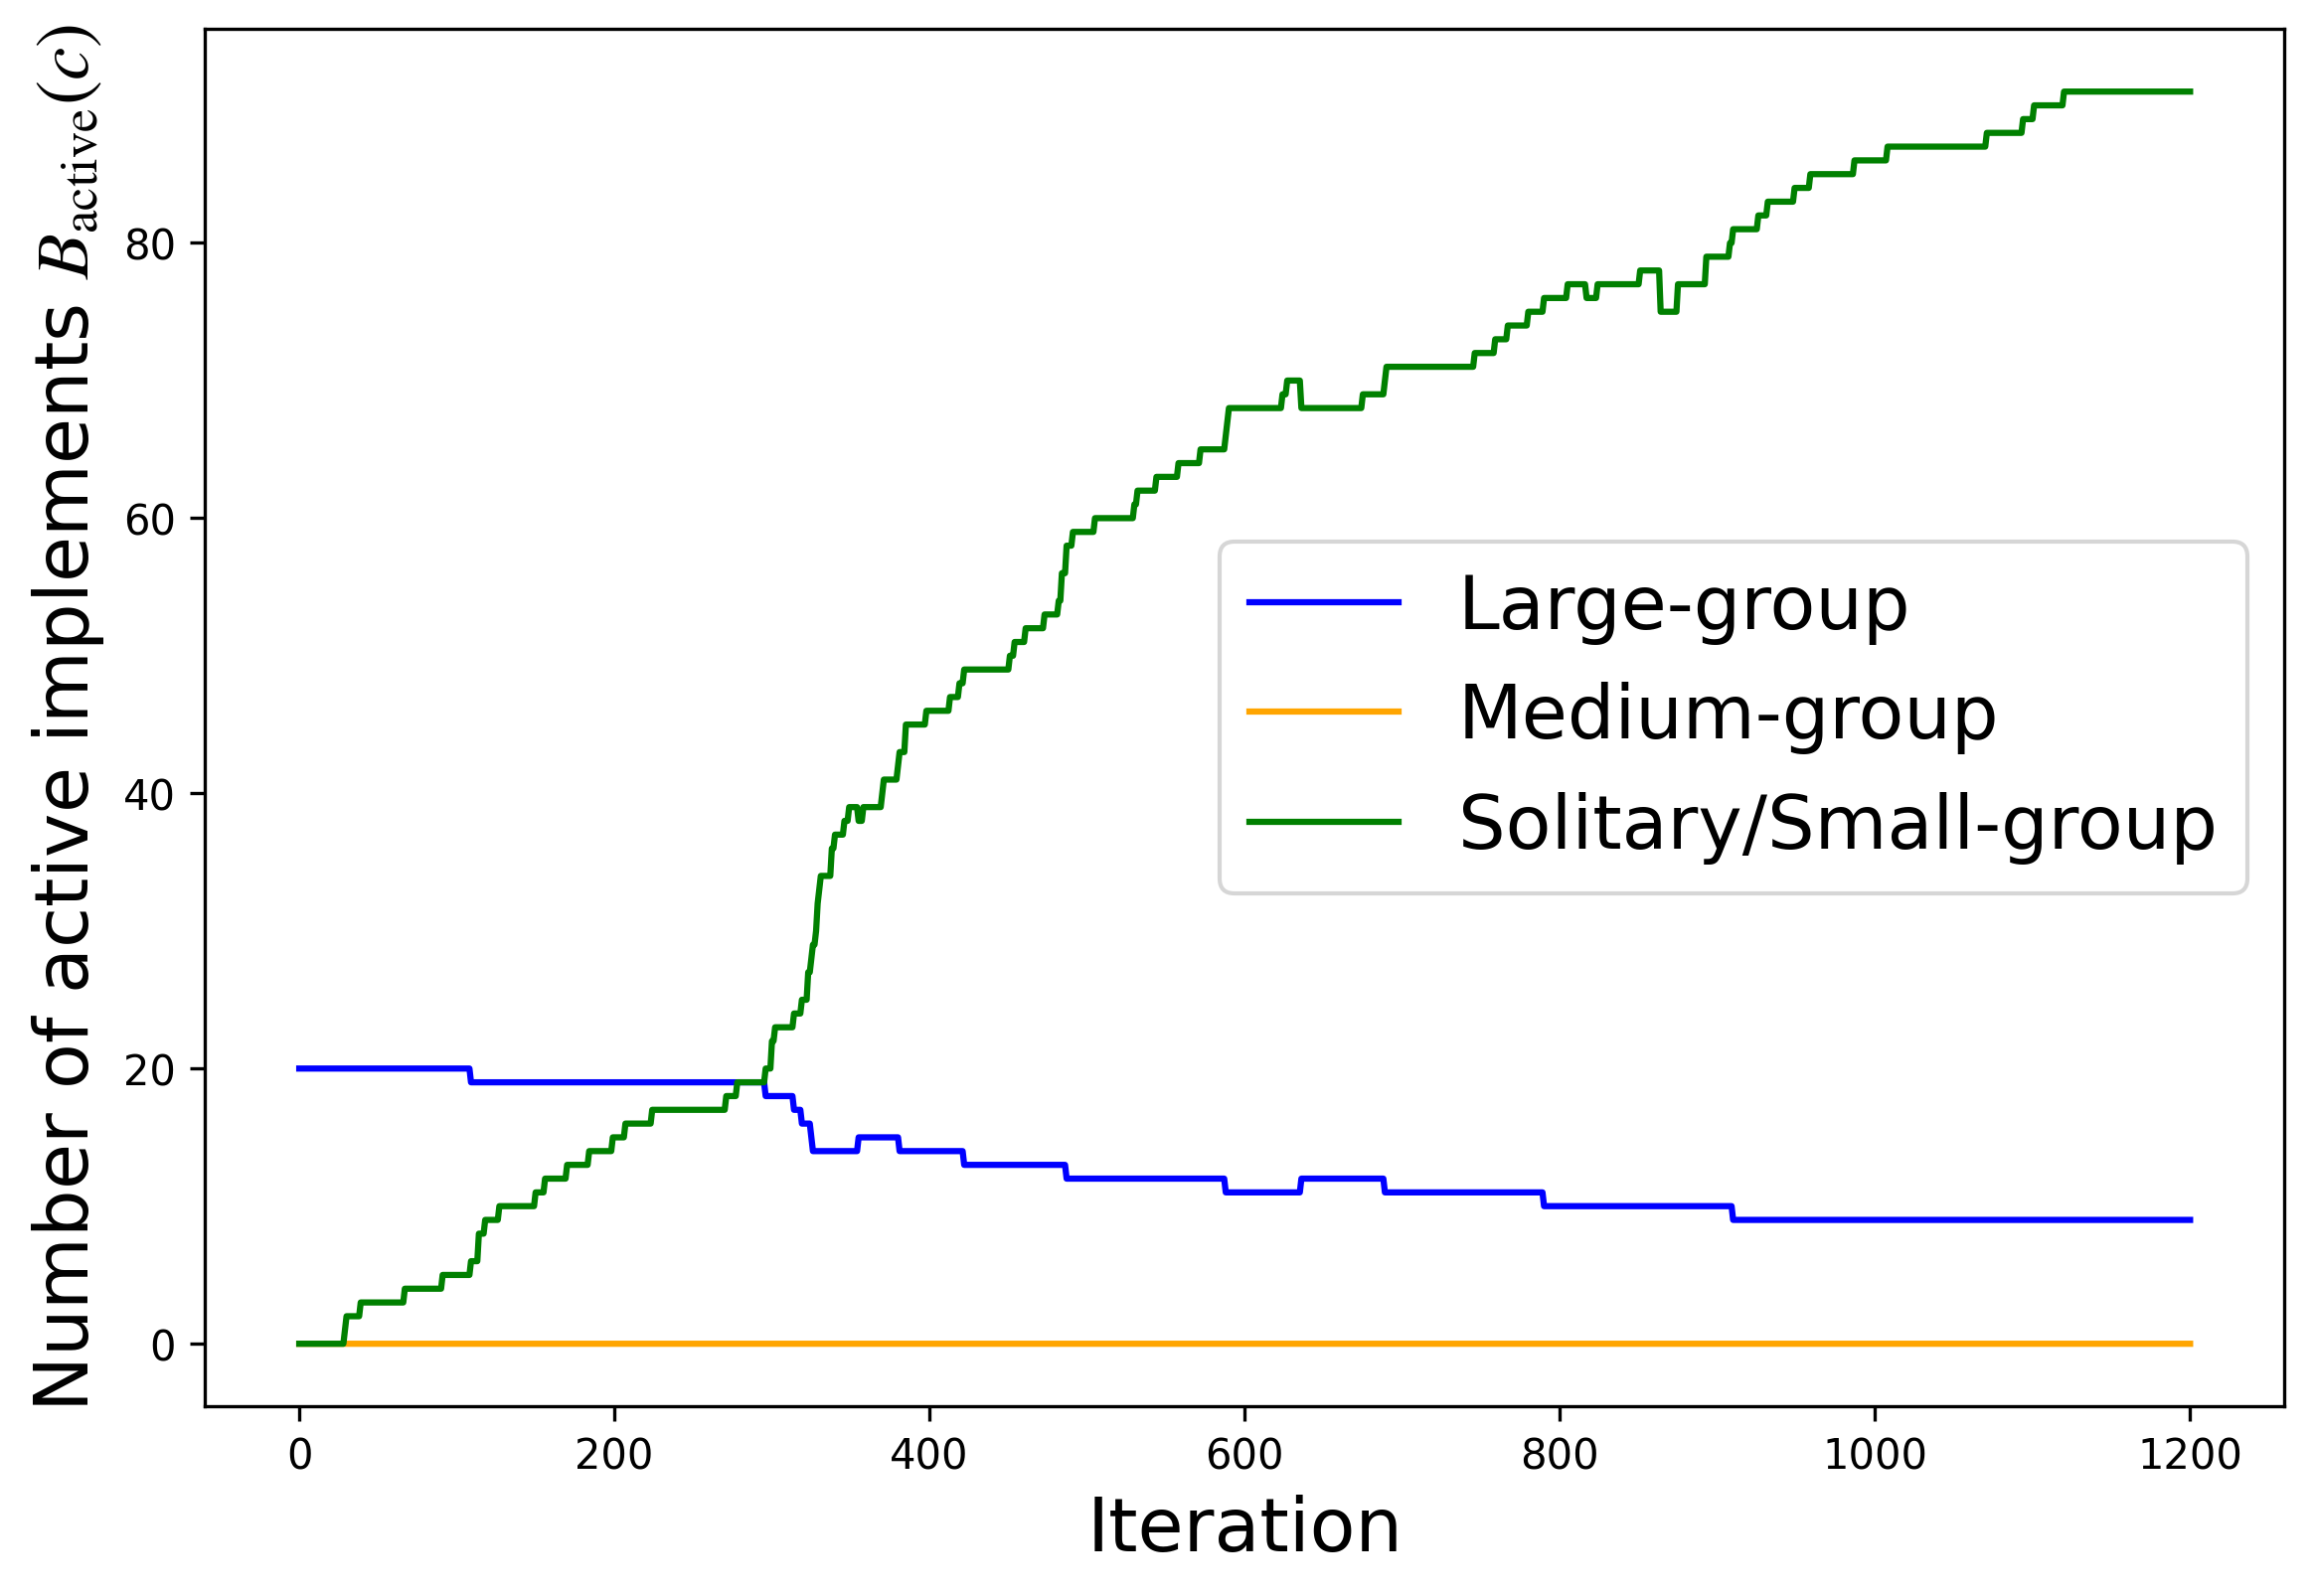 Number of active implements B_active(c)
80
60
40
20
0
Large-group
Medium-group
Solitary/Small-group
0 200 400 600 800 1000 1200
Iteration